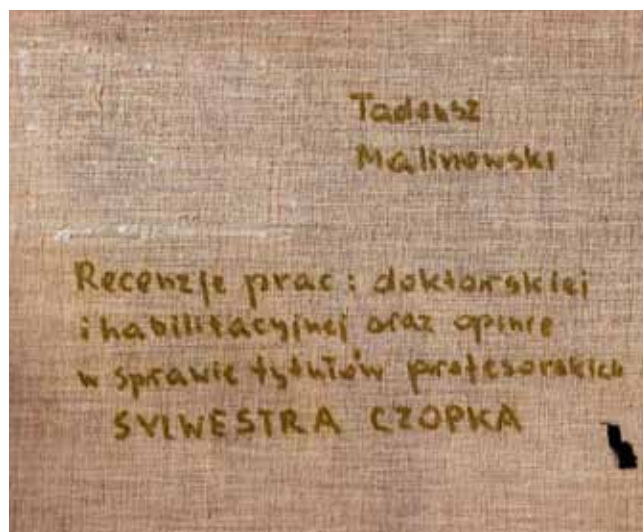 Tadeusz
Malinowski
Recenzje prac: doktorskiej
i habilitacyjnej oraz opinie
w sprawie tytułów profesorskich
SYLWESTRA CZOPKA